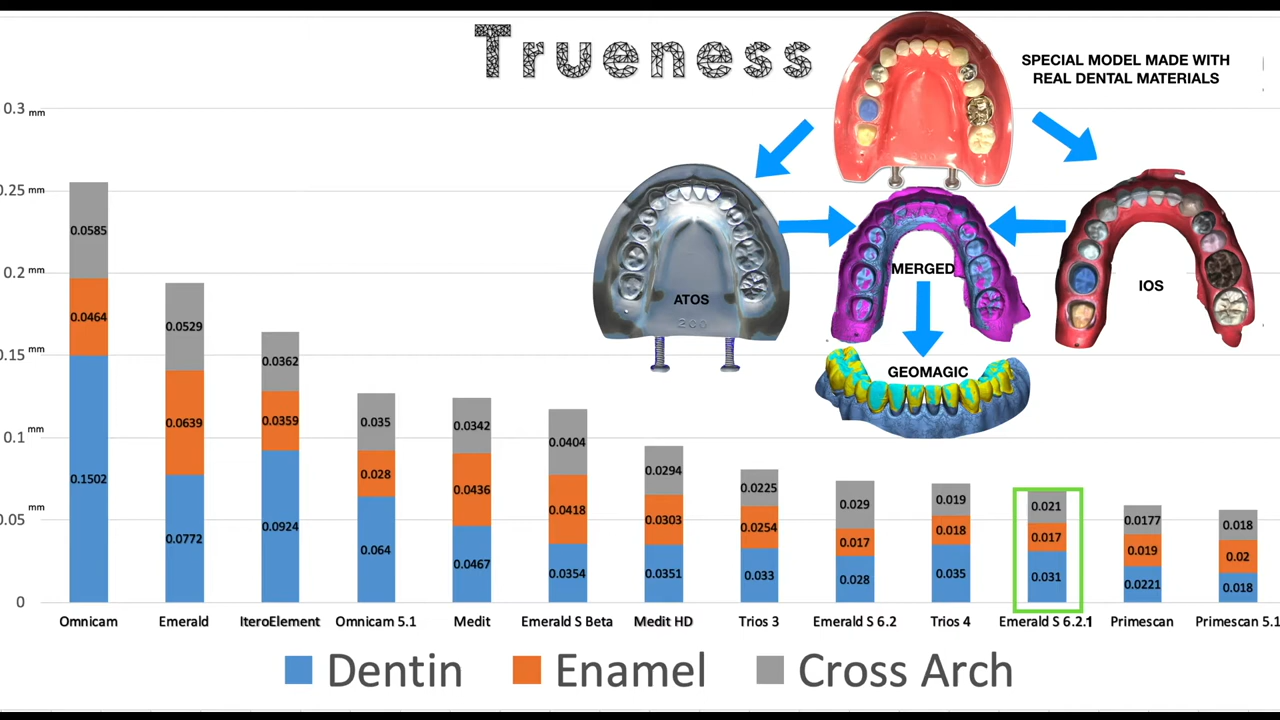 Trueness
SPECIAL MODEL MADE WITH
REAL DENTAL MATERIALS
ATOS
200
MERGED
IOS
GEOMAGIC
0.3 mm
0.25 mm
0.2 mm
0.15 mm
0.1 mm
0.05 mm
0
0.0585
0.0464
0.1502
0.0529
0.0639
0.0772
0.0362
0.0359
0.0924
0.035
0.028
0.064
0.0342
0.0436
0.0467
0.0404
0.0418
0.0354
0.0294
0.0303
0.0351
0.0225
0.0254
0.033
0.029
0.017
0.028
0.019
0.018
0.035
0.021
0.017
0.031
0.0177
0.019
0.0221
0.018
0.02
0.018
Omnicam Emerald IteroElement Omnicam 5.1 Medit Emerald S Beta Medit HD Trios 3 Emerald S 6.2 Trios 4 Emerald S 6.2.1 Primescan Primescan 5.1
Dentin Enamel Cross Arch